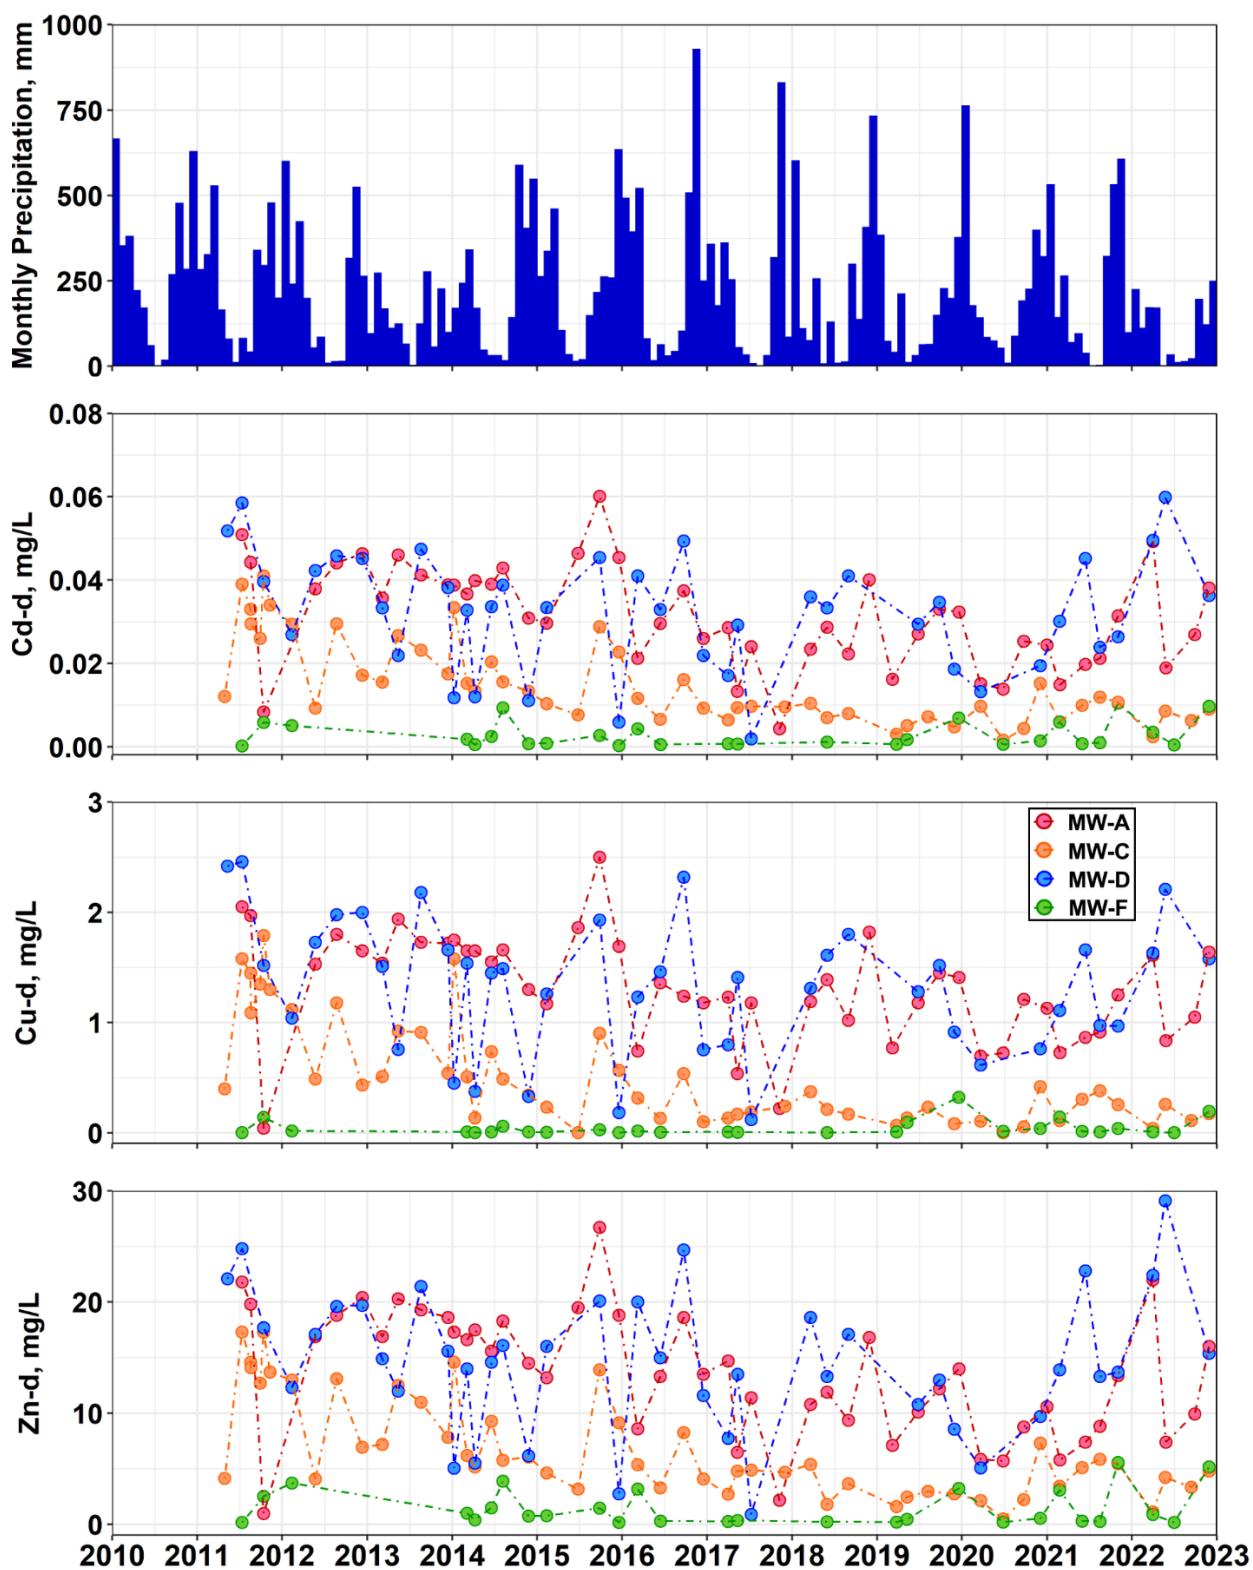 Monthly Precipitation, mm
1000
750
500
250
0
Cd-d, mg/L
0.08
0.06
0.04
0.02
0.00
Cu-d, mg/L
3
2
1
0
MW-A
MW-C
MW-D
MW-F
Zn-d, mg/L
30
20
10
0
2010 2011 2012 2013 2014 2015 2016 2017 2018 2019 2020 2021 2022 2023